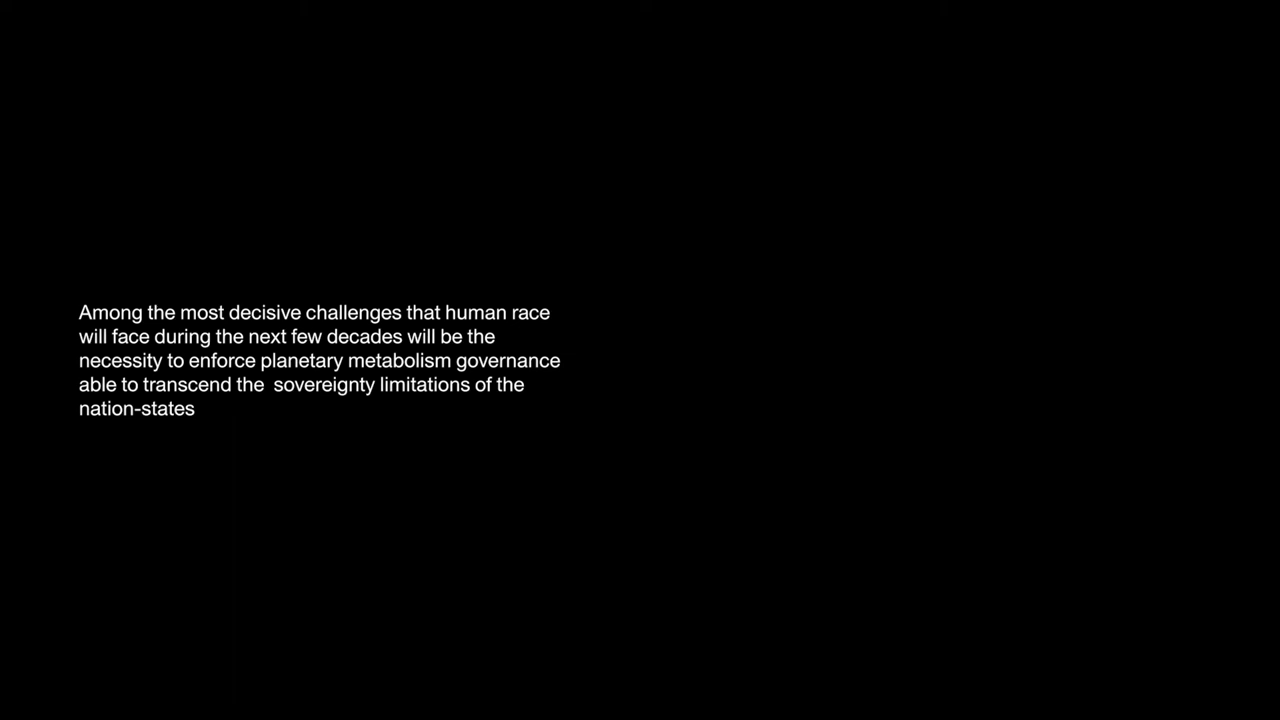 Among the most decisive challenges that human race
will face during the next few decades will be the
necessity to enforce planetary metabolism governance
able to transcend the  sovereignty limitations of the
nation-states